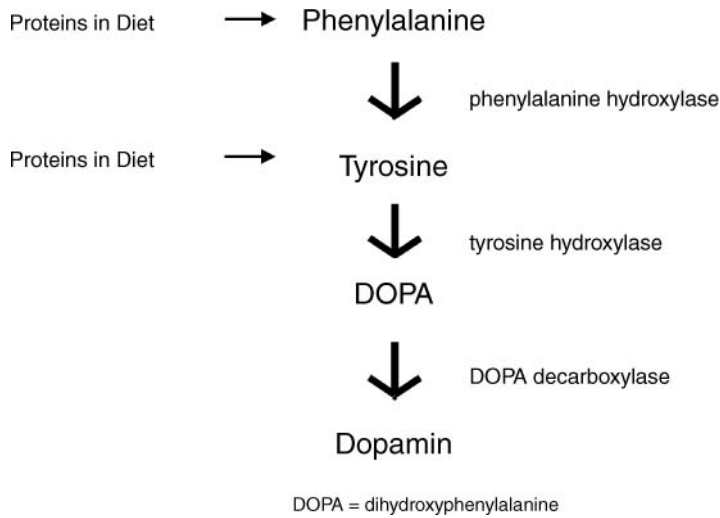 Proteins in Diet
Phenylalanine
phenylalanine hydroxylase
Proteins in Diet
Tyrosine
tyrosine hydroxylase
DOPA
DOPA decarboxylase
Dopamin
DOPA = dihydroxyphenylalanine